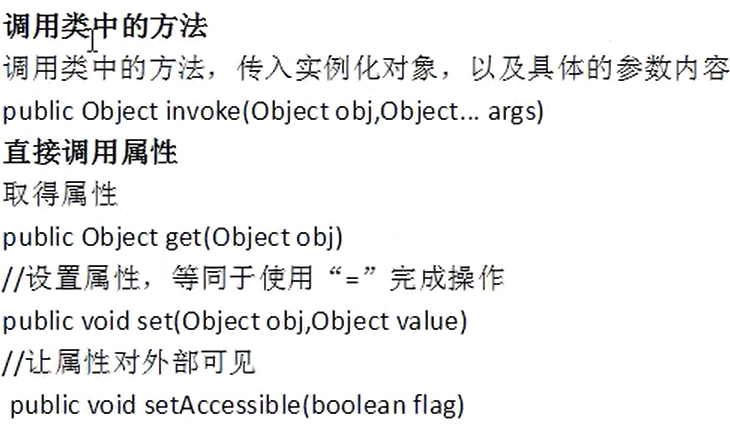 调用类中的方法
调用类中的方法，传入实例化对象，以及具体的参数内容
public Object invoke(Object obj,Object... args)
直接调用属性
取得属性
public Object get(Object obj)
//设置属性，等同于使用“=”完成操作
public void set(Object obj,Object value)
//让属性对外部可见
public void setAccessible(boolean flag)